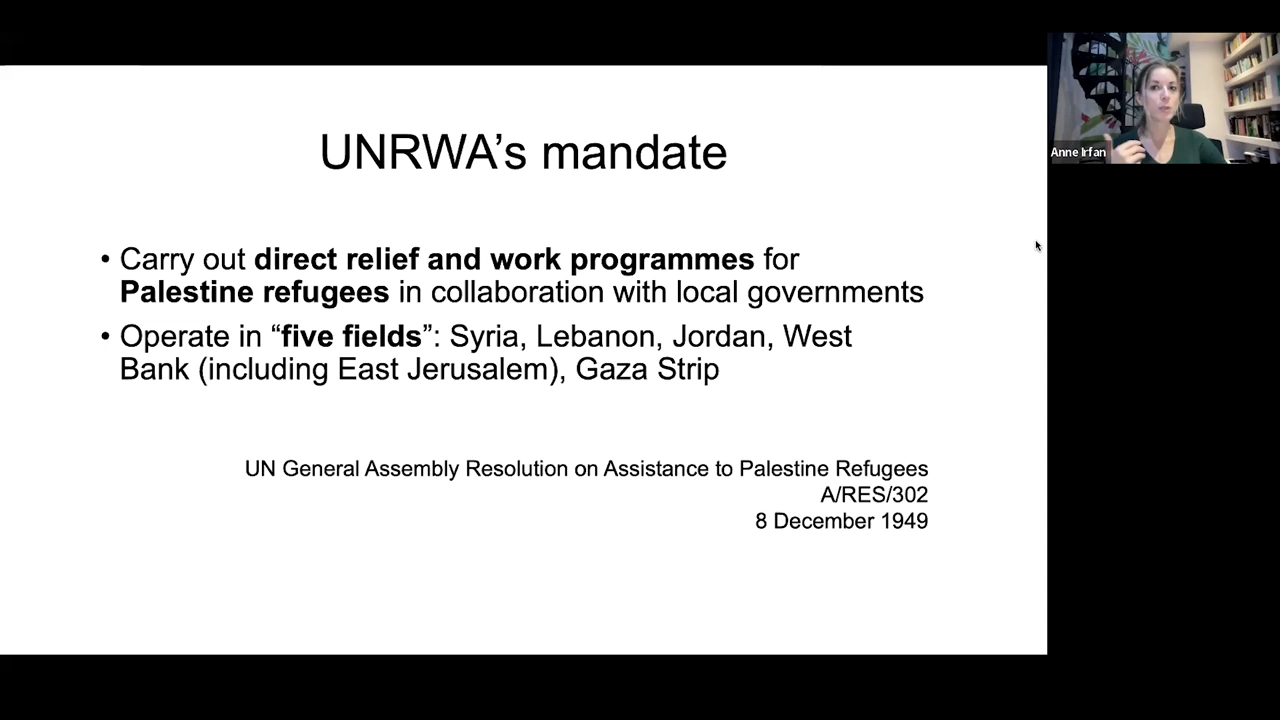 UNRWA’s mandate
• Carry out direct relief and work programmes for
Palestine refugees in collaboration with local governments
• Operate in “five fields”: Syria, Lebanon, Jordan, West
Bank (including East Jerusalem), Gaza Strip
UN General Assembly Resolution on Assistance to Palestine Refugees
A/RES/302
8 December 1949
Anne Irfan